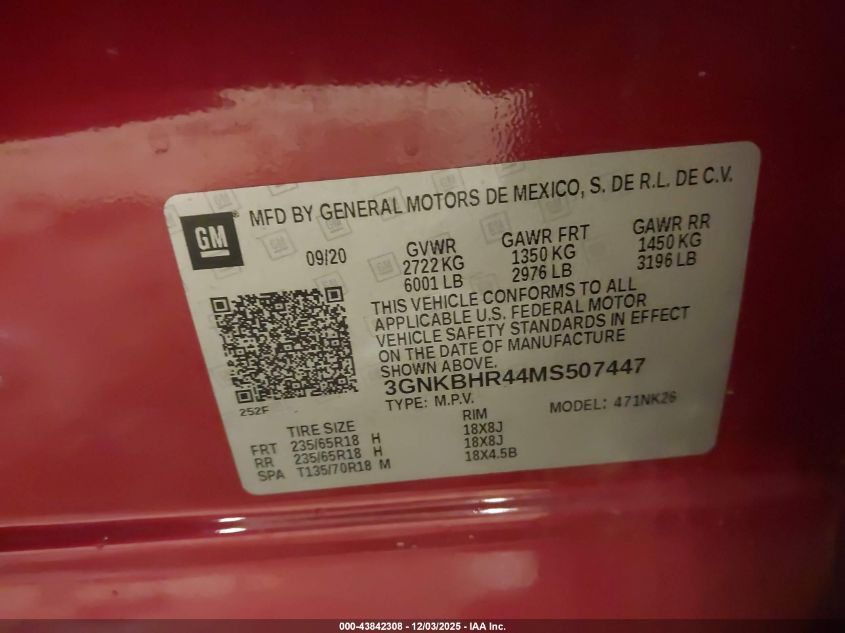 GM ® MFD BY GENERAL MOTORS DE MEXICO, S. DE R.L. DE C.V.
09/20 GVWR GAWR FRT GAWR RR
2722 KG 1350 KG 1450 KG
6001 LB 2976 LB 3196 LB
THIS VEHICLE CONFORMS TO ALL
APPLICABLE U.S. FEDERAL MOTOR
VEHICLE SAFETY STANDARDS IN EFFECT
ON THE DATE OF MANUFACTURE
SHOWN ABOVE.
3GNKBHR44MS507447
252F TYPE: M.P.V. MODEL: 471NK26
TIRE SIZE RIM
FRT 235/65R18 H 18X8J
RR 235/65R18 H 18X8J
SPA T135/70R18 M 18X4.5B
000-43842308 - 12/03/2025 - IAA Inc.